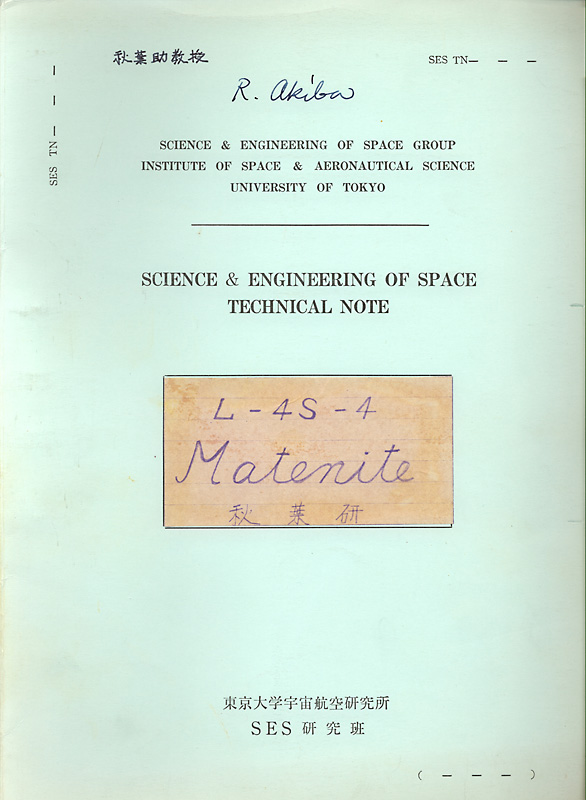 秋葉助教授
SES TN— — —
R. Akiba
SES TN — | |
SCIENCE & ENGINEERING OF SPACE GROUP
INSTITUTE OF SPACE & AERONAUTICAL SCIENCE
UNIVERSITY OF TOKYO
SCIENCE & ENGINEERING OF SPACE
TECHNICAL NOTE
L-4S-4
Matenite
秋葉研
東京大学宇宙航空研究所
SES 研究班
( — — — )